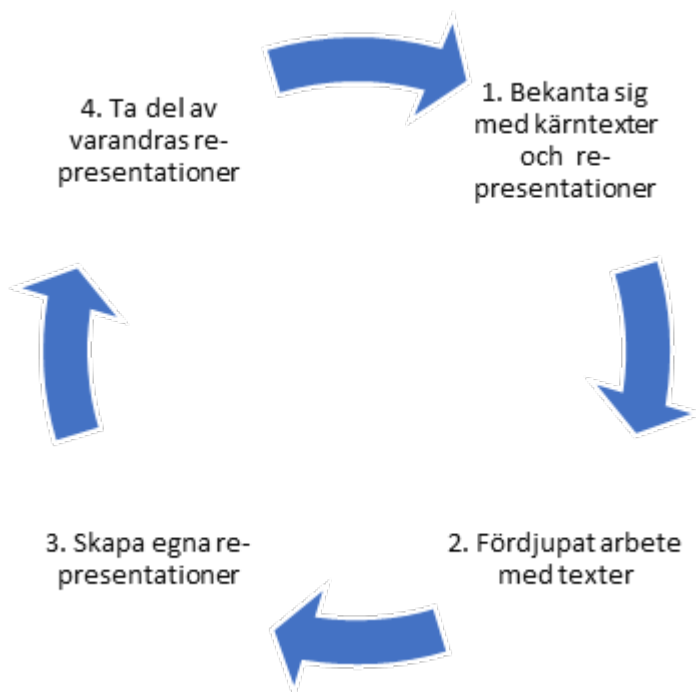 1. Bekanta sig
med kärntexter
och re-
presentationer
2. Fördjupat arbete
med texter
3. Skapa egna re-
presentationer
4. Ta del av
varandras re-
presentationer